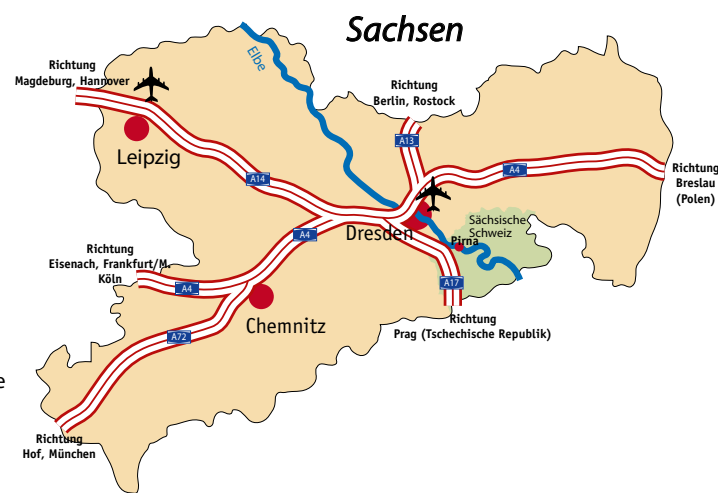 Sachsen
Elbe
Richtung
Magdeburg, Hannover
Richtung
Berlin, Rostock
A13
Leipzig
A14
A4
Richtung
Breslau
(Polen)
Sächsische
Schweiz
Dresden
Pirna
A4
Richtung
Eisenach, Frankfurt/M.
Köln
A4
A17
Chemnitz
Richtung
Prag (Tschechische Republik)
A72
e
Richtung
Hof, München